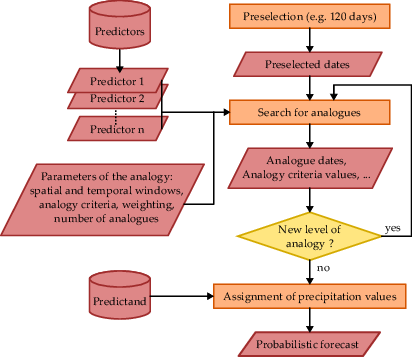 Predictors
Predictor 1
Predictor 2
Predictor n
Parameters of the analogy:
spatial and temporal windows,
analogy criteria, weighting,
number of analogues
Preselection (e.g. 120 days)
Preselected dates
Search for analogues
Analogue dates,
Analogy criteria values, ...
New level of
analogy ?
yes
no
Predictand
Assignment of precipitation values
Probabilistic forecast